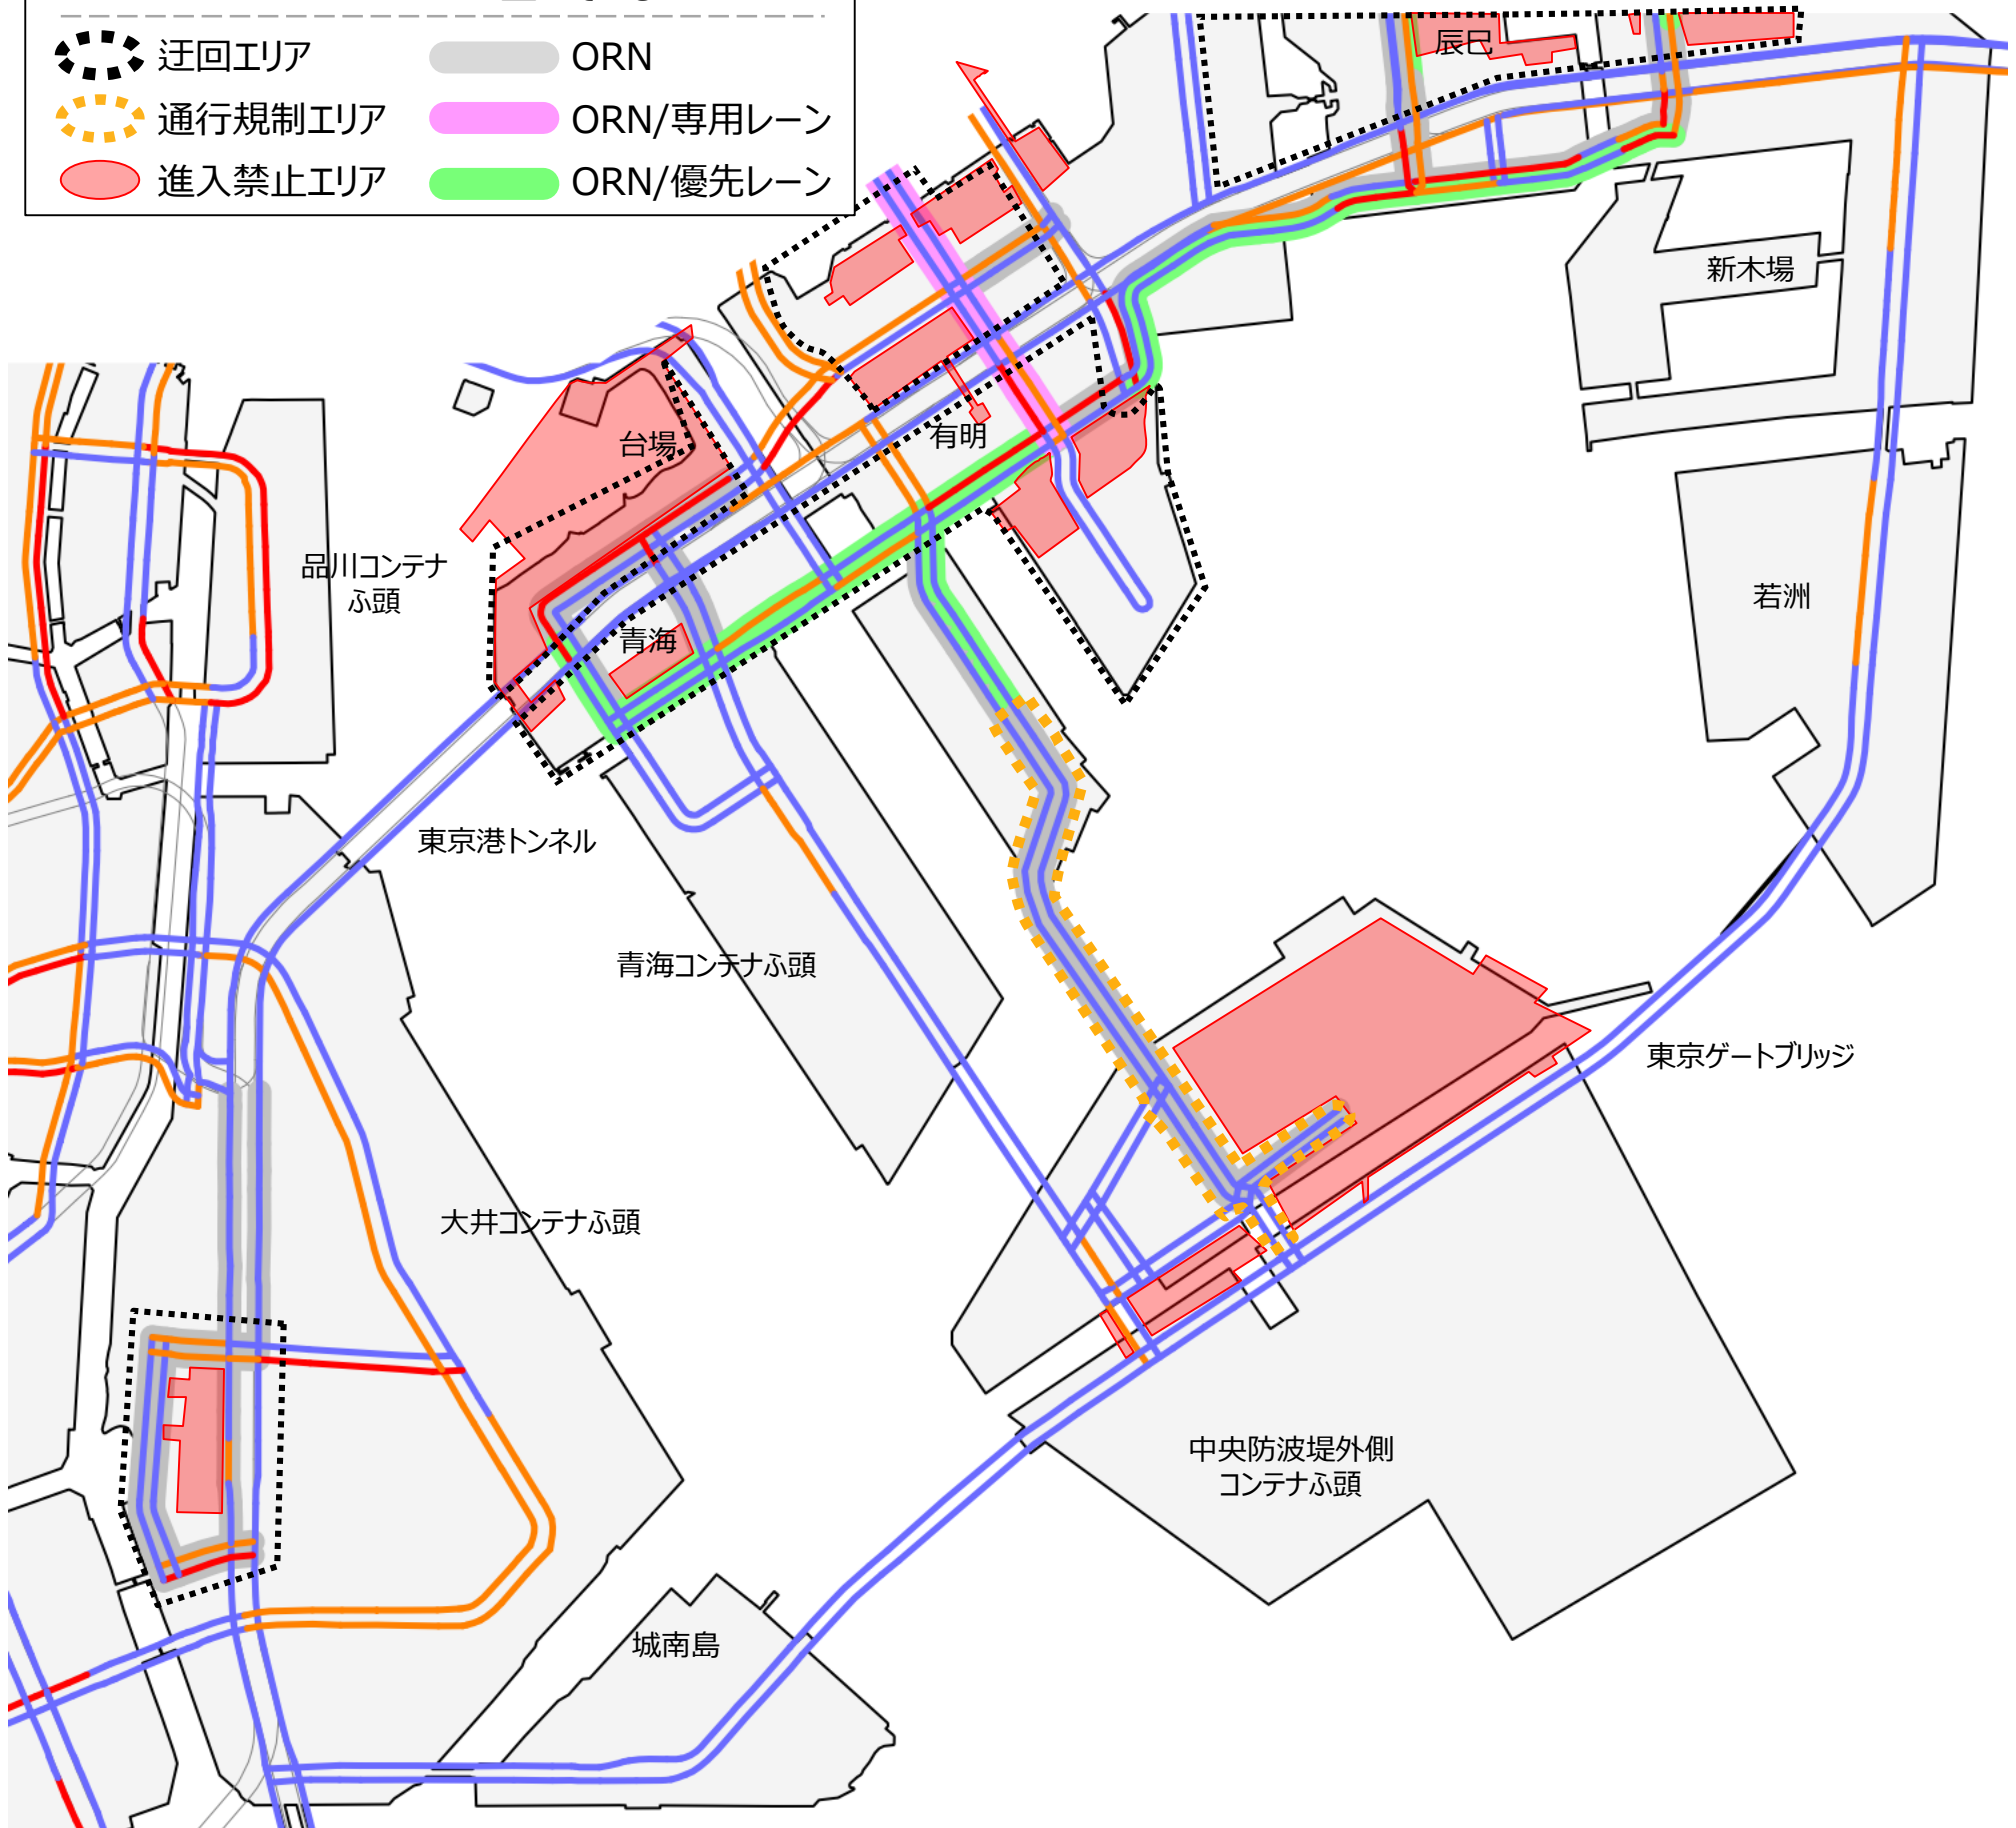 迂回エリア
ORN
通行規制エリア
ORN/専用レーン
進入禁止エリア
ORN/優先レーン
辰巳
新木場
有明
台場
品川コンテナ
ふ頭
青海
若洲
東京港トンネル
青海コンテナふ頭
東京ゲートブリッジ
大井コンテナふ頭
中央防波堤外側
コンテナふ頭
城南島